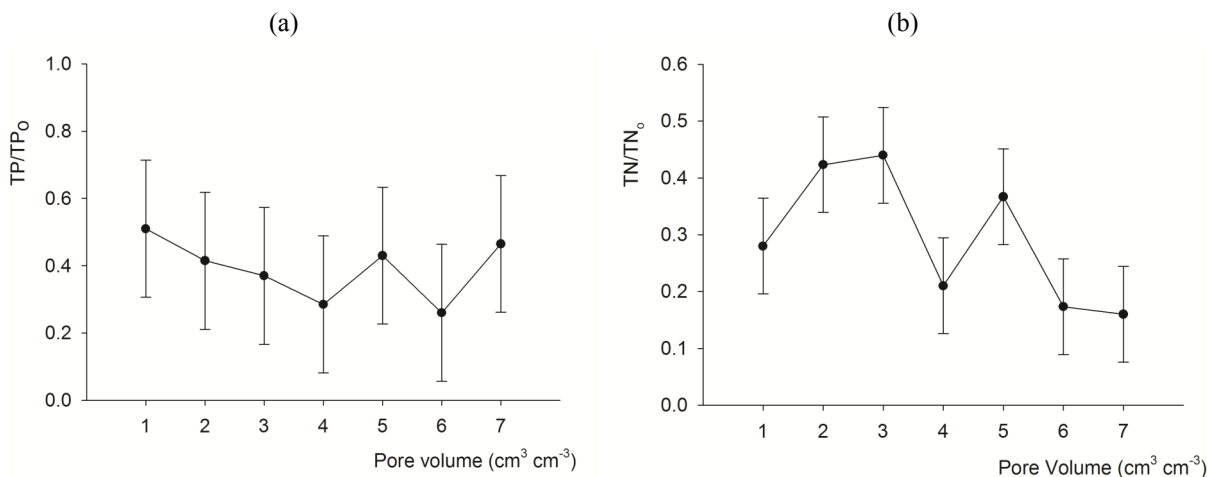 (a)
1.0
0.8
0.6
0.4
0.2
0.0
TP/TPO
1 2 3 4 5 6 7
Pore volume (cm³ cm⁻³)
(b)
0.6
0.5
0.4
0.3
0.2
0.1
0.0
TN/TNₒ
1 2 3 4 5 6 7
Pore Volume (cm³ cm⁻³)